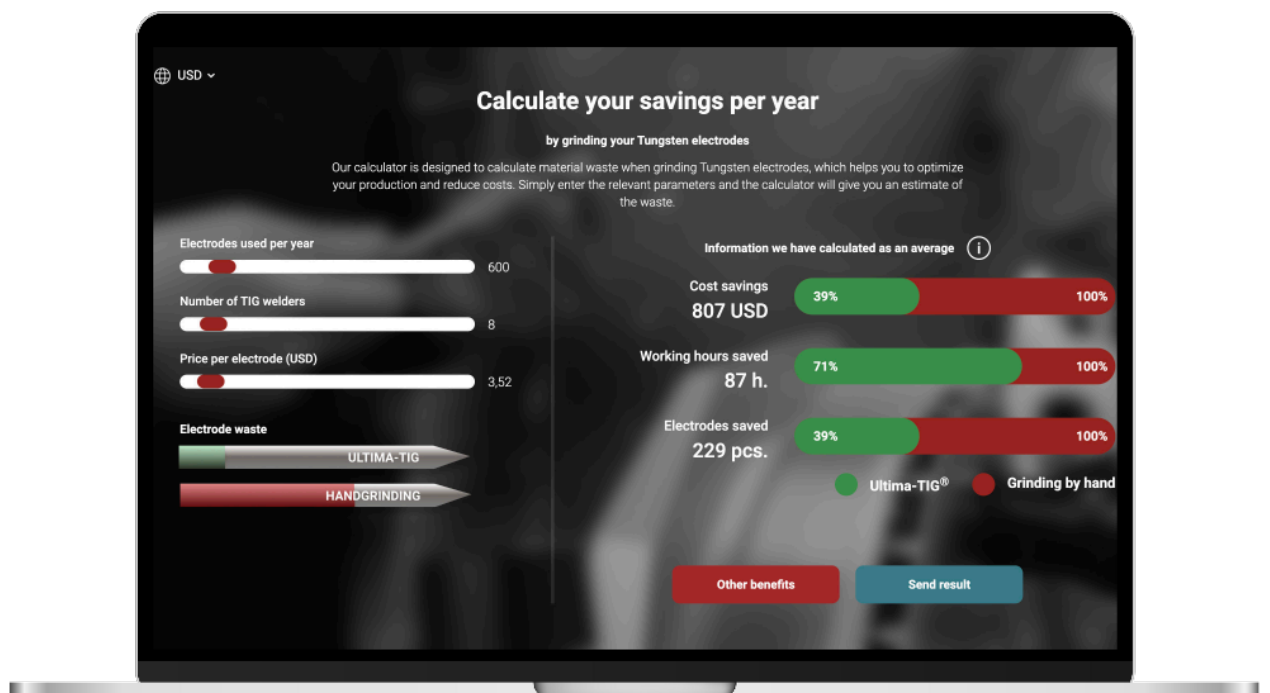 USD
Calculate your savings per year
by grinding your Tungsten electrodes
Our calculator is designed to calculate material waste when grinding Tungsten electrodes, which helps you to optimize
your production and reduce costs. Simply enter the relevant parameters and the calculator will give you an estimate of
the waste.
Electrodes used per year
600
Number of TIG welders
8
Price per electrode (USD)
3,52
Electrode waste
ULTIMA-TIG
HANDGRINDING
Information we have calculated as an average i
Cost savings
807 USD
39% 100%
Working hours saved
87 h.
71% 100%
Electrodes saved
229 pcs.
39% 100%
Ultima-TIG® Grinding by hand
Other benefits Send result